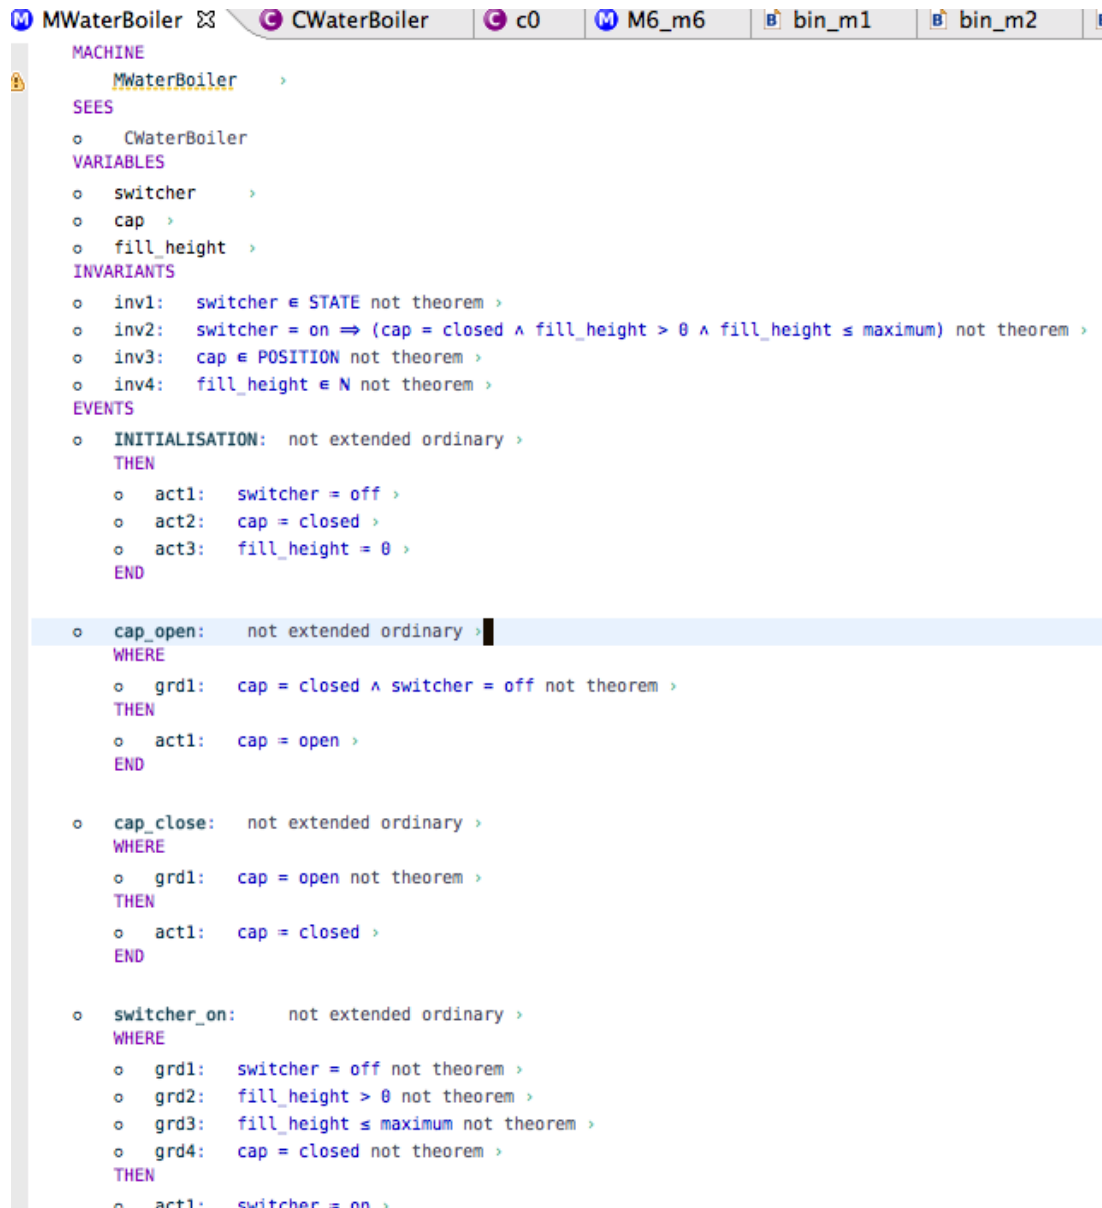 MWaterBoiler CWaterBoiler c0 M6_m6 bin_m1 bin_m2
MACHINE
MWaterBoiler ›
SEES
○ CWaterBoiler
VARIABLES
○ switcher ›
○ cap ›
○ fill_height ›
INVARIANTS
○ inv1: switcher ∈ STATE not theorem ›
○ inv2: switcher = on ⇒ (cap = closed ∧ fill_height > 0 ∧ fill_height ≤ maximum) not theorem ›
○ inv3: cap ∈ POSITION not theorem ›
○ inv4: fill_height ∈ ℕ not theorem ›
EVENTS
○ INITIALISATION: not extended ordinary ›
THEN
○ act1: switcher ≔ off ›
○ act2: cap ≔ closed ›
○ act3: fill_height ≔ 0 ›
END
○ cap_open: not extended ordinary ›
WHERE
○ grd1: cap = closed ∧ switcher = off not theorem ›
THEN
○ act1: cap ≔ open ›
END
○ cap_close: not extended ordinary ›
WHERE
○ grd1: cap = open not theorem ›
THEN
○ act1: cap ≔ closed ›
END
○ switcher_on: not extended ordinary ›
WHERE
○ grd1: switcher = off not theorem ›
○ grd2: fill_height > 0 not theorem ›
○ grd3: fill_height ≤ maximum not theorem ›
○ grd4: cap = closed not theorem ›
THEN
○ act1: switcher ≔ on ›